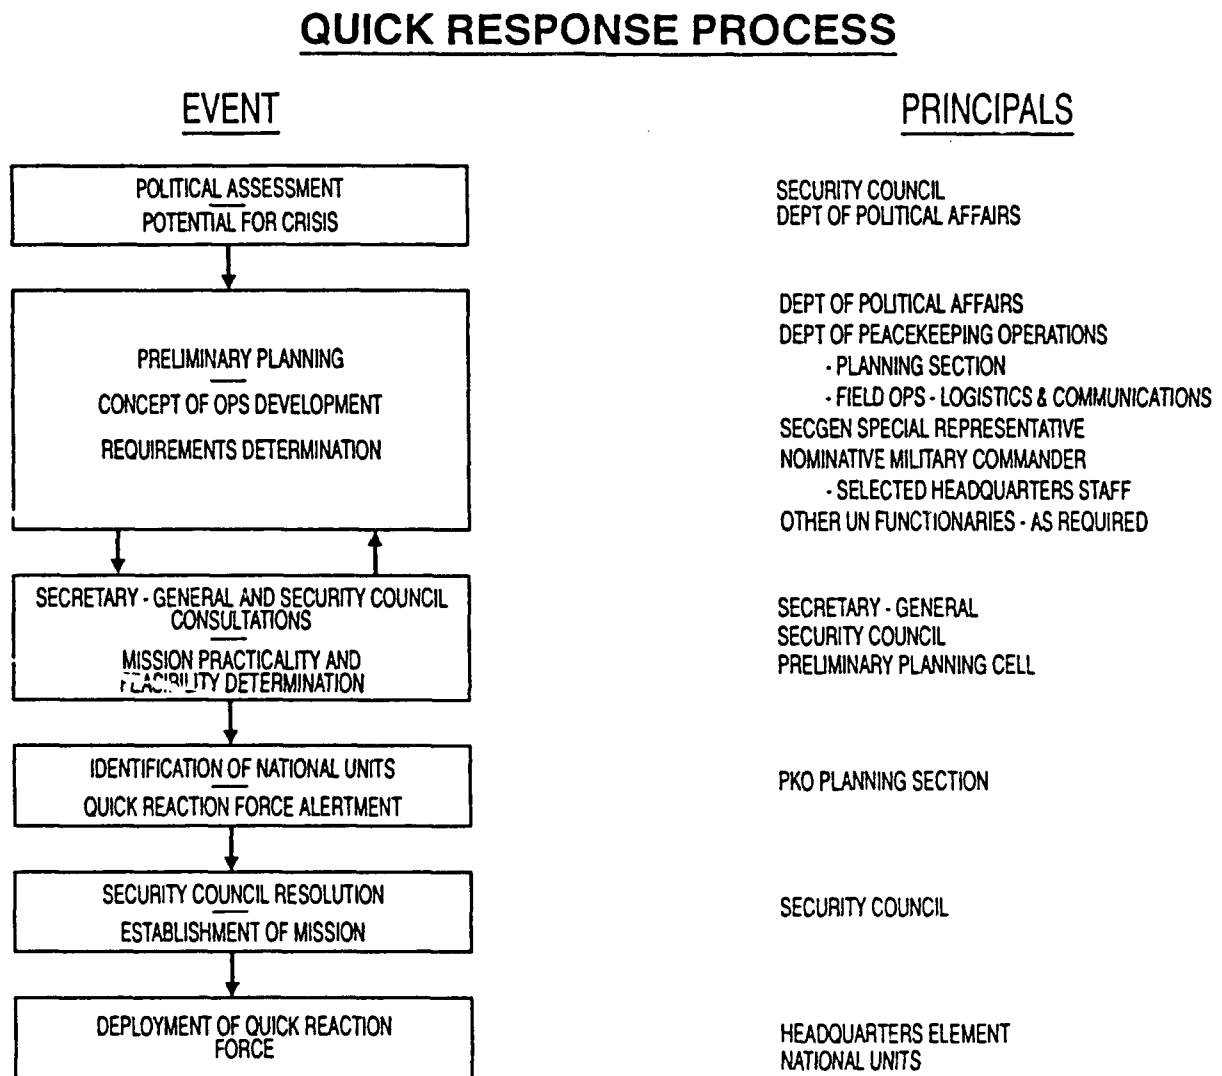 QUICK RESPONSE PROCESS
EVENT
PRINCIPALS
POLITICAL ASSESSMENT
POTENTIAL FOR CRISIS
SECURITY COUNCIL
DEPT OF POLITICAL AFFAIRS
PRELIMINARY PLANNING
CONCEPT OF OPS DEVELOPMENT
REQUIREMENTS DETERMINATION
DEPT OF POLITICAL AFFAIRS
DEPT OF PEACEKEEPING OPERATIONS
- PLANNING SECTION
- FIELD OPS - LOGISTICS & COMMUNICATIONS
SECGEN SPECIAL REPRESENTATIVE
NOMINATIVE MILITARY COMMANDER
- SELECTED HEADQUARTERS STAFF
OTHER UN FUNCTIONARIES - AS REQUIRED
SECRETARY - GENERAL AND SECURITY COUNCIL
CONSULTATIONS
MISSION PRACTICALITY AND
FEASIBILITY DETERMINATION
SECRETARY - GENERAL
SECURITY COUNCIL
PRELIMINARY PLANNING CELL
IDENTIFICATION OF NATIONAL UNITS
QUICK REACTION FORCE ALERTMENT
PKO PLANNING SECTION
SECURITY COUNCIL RESOLUTION
ESTABLISHMENT OF MISSION
SECURITY COUNCIL
DEPLOYMENT OF QUICK REACTION
FORCE
HEADQUARTERS ELEMENT
NATIONAL UNITS